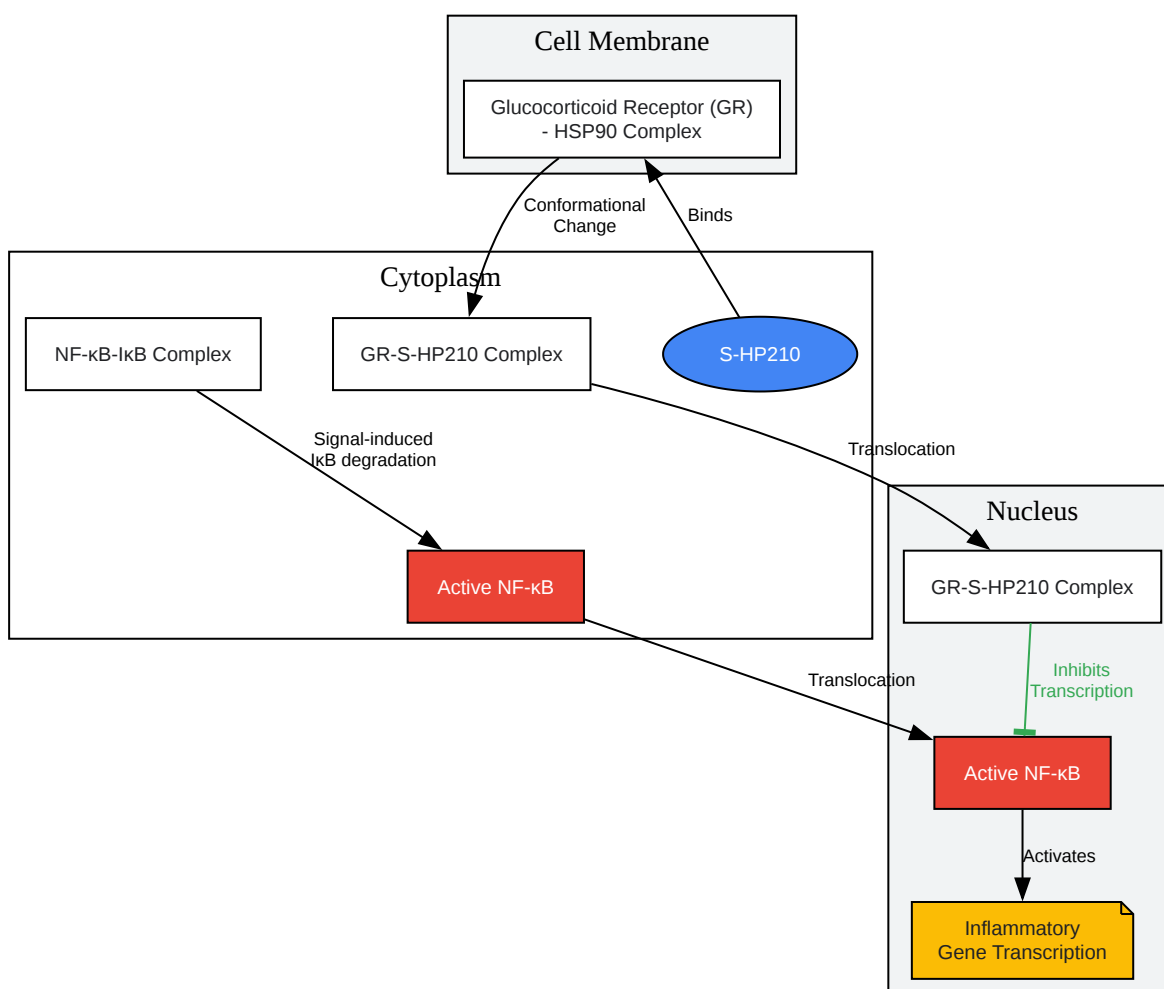 Cell Membrane
Glucocorticoid Receptor (GR)
- HSP90 Complex
Conformational
Change
Binds
Cytoplasm
NF-κB-IκB Complex
GR-S-HP210 Complex
S-HP210
Signal-induced
IκB degradation
Translocation
Nucleus
Active NF-κB
GR-S-HP210 Complex
Translocation
Inhibits
Transcription
Active NF-κB
Activates
Inflammatory
Gene Transcription